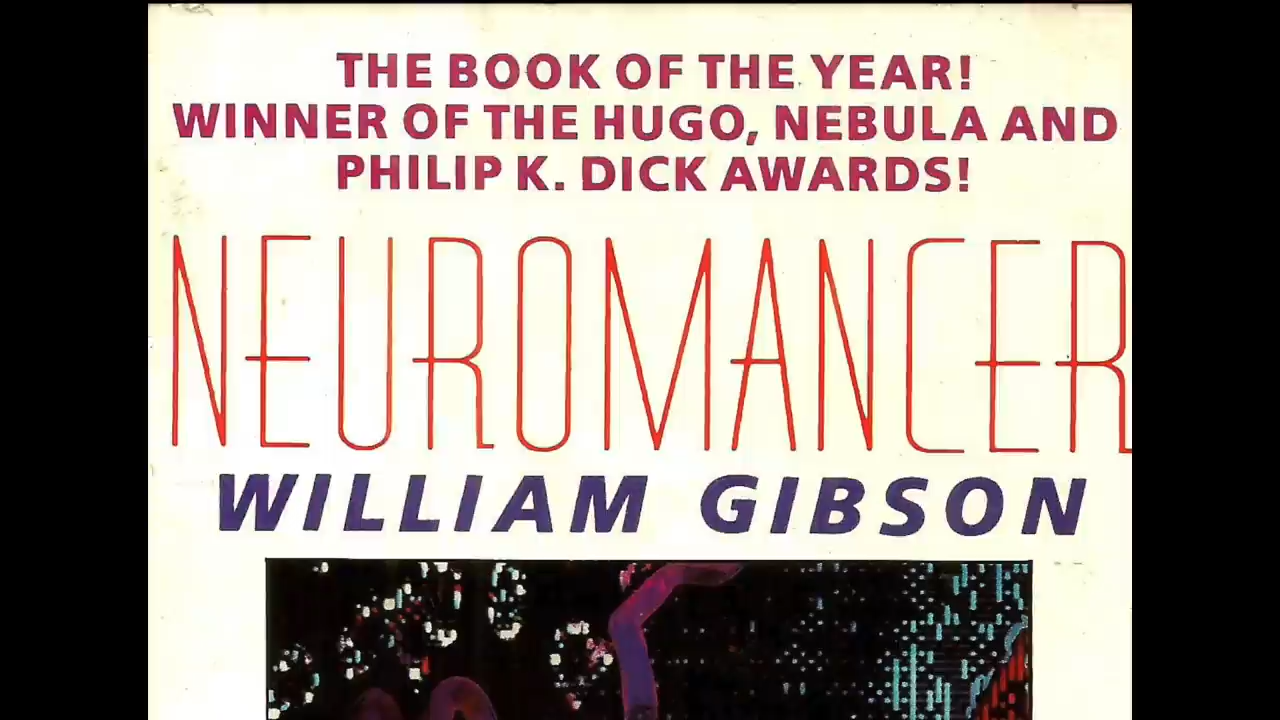 THE BOOK OF THE YEAR!
WINNER OF THE HUGO, NEBULA AND
PHILIP K. DICK AWARDS!
NEUROMANCER
WILLIAM GIBSON